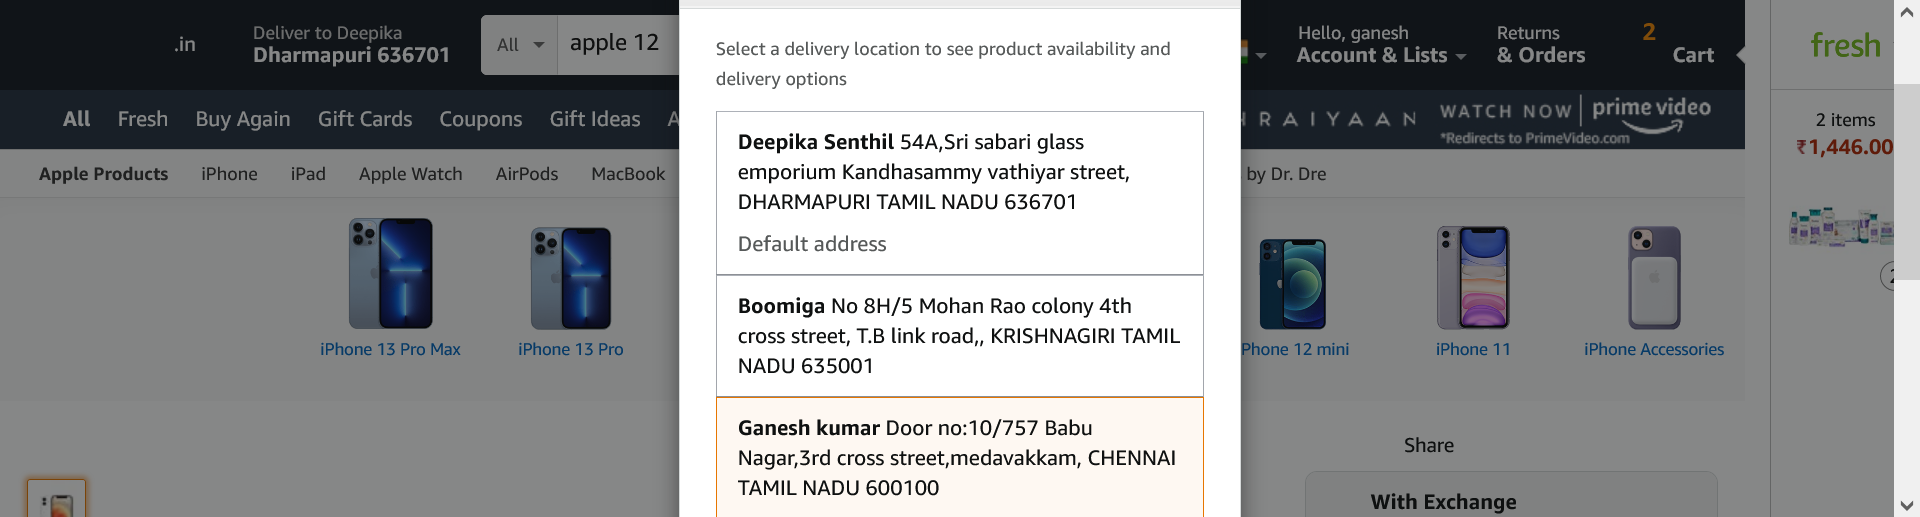 .in
Deliver to Deepika
Dharmapuri 636701
All
apple 12
Hello, ganesh
Account & Lists
Returns
& Orders
2
Cart
fresh
All Fresh Buy Again Gift Cards Coupons Gift Ideas A
RAIYAAN
WATCH NOW
prime video
*Redirects to PrimeVideo.com
2 items
₹1,446.00
Apple Products iPhone iPad Apple Watch AirPods MacBook
by Dr. Dre
Select a delivery location to see product availability and
delivery options
Deepika Senthil 54A,Sri sabari glass
emporium Kandhasammy vathiyar street,
DHARMAPURI TAMIL NADU 636701
Default address
Boomiga No 8H/5 Mohan Rao colony 4th
cross street, T.B link road,, KRISHNAGIRI TAMIL
NADU 635001
Ganesh kumar Door no:10/757 Babu
Nagar,3rd cross street,medavakkam, CHENNAI
TAMIL NADU 600100
iPhone 13 Pro Max
iPhone 13 Pro
Phone 12 mini
iPhone 11
iPhone Accessories
Share
With Exchange